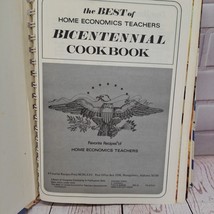 the BEST of
HOME ECONOMICS TEACHERS
BICENTENNIAL
COOKBOOK
Favorite Recipes® of
HOME ECONOMICS TEACHERS